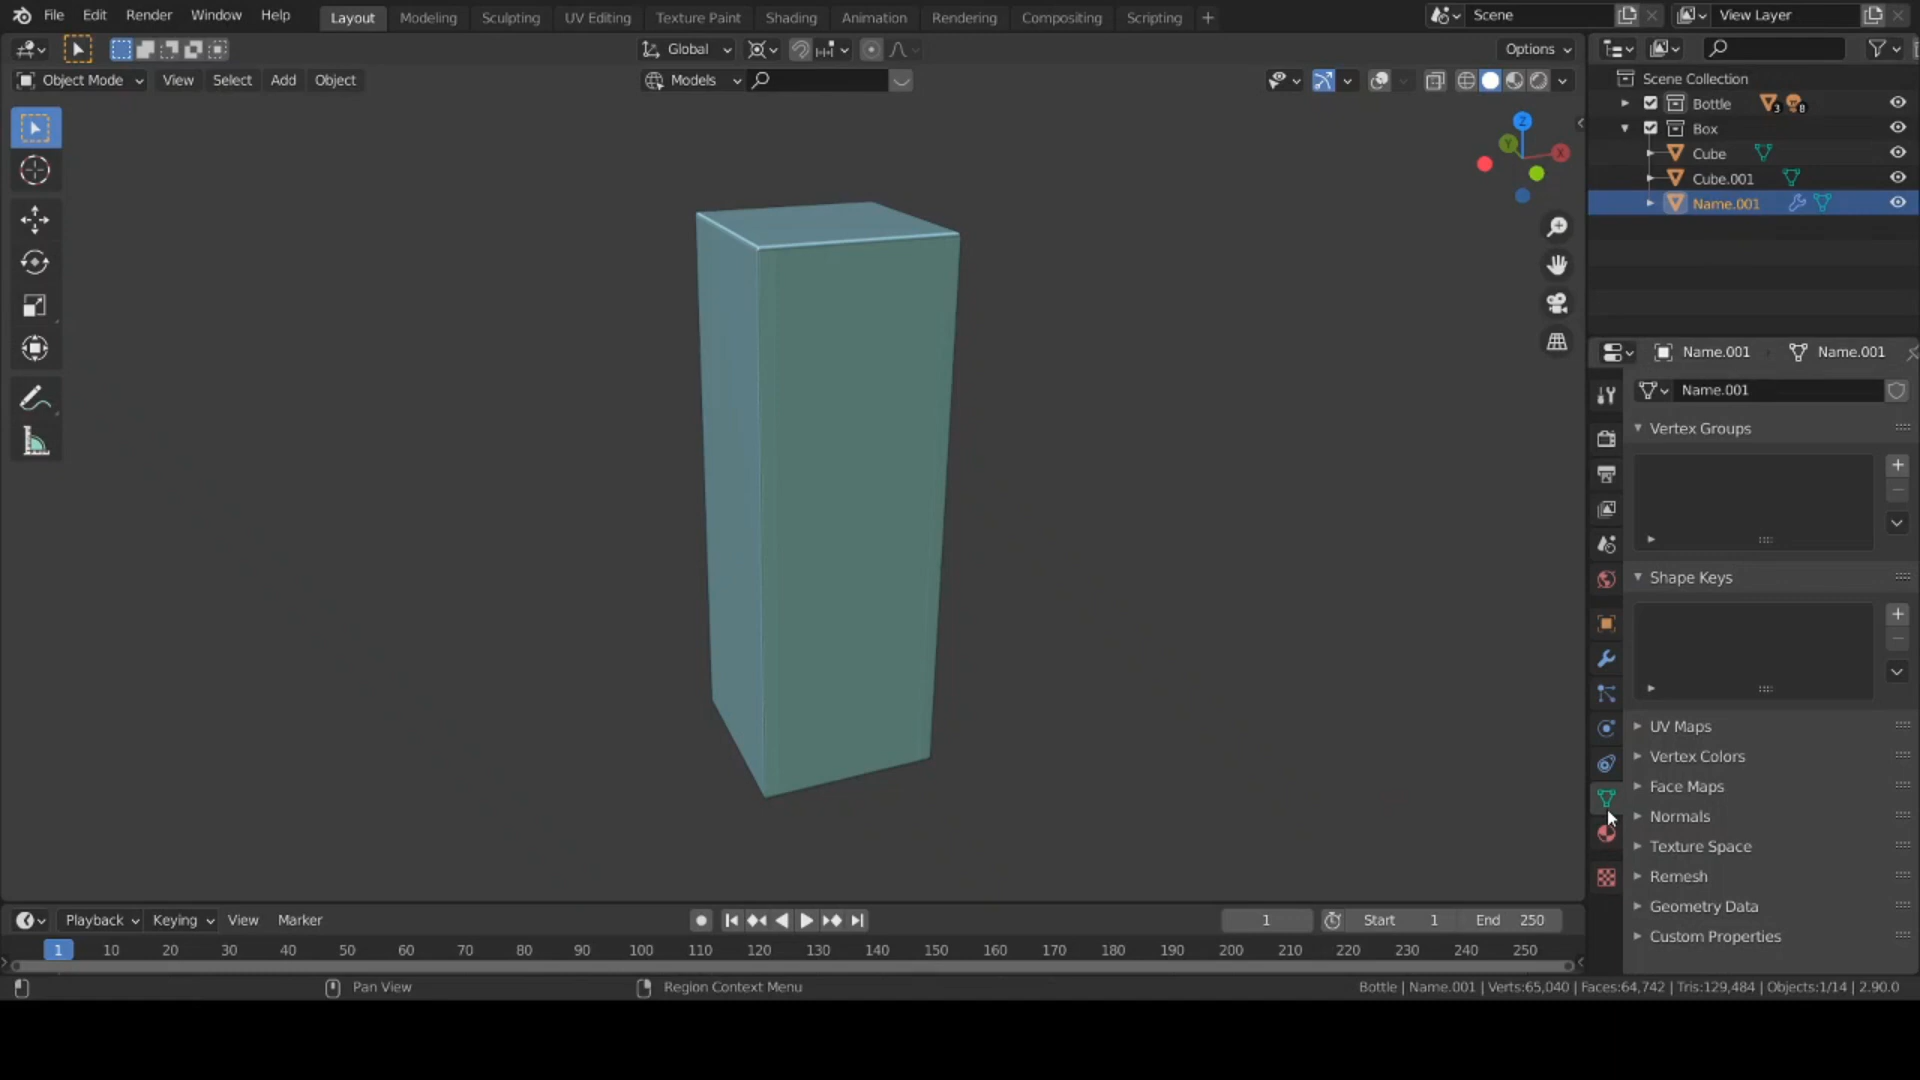 File Edit Render Window Help Layout Modeling Sculpting UV Editing Texture Paint Shading Animation Rendering Compositing Scripting + Scene View Layer
Global Options
Object Mode View Select Add Object Models
Scene Collection
Bottle 3 8
Box
Cube
Cube.001
Name.001
Z
Y
X
Name.001 Name.001
Name.001
Vertex Groups
Shape Keys
UV Maps
Vertex Colors
Face Maps
Normals
Texture Space
Remesh
Geometry Data
Custom Properties
Playback Keying View Marker 1 Start 1 End 250
1 10 20 30 40 50 60 70 80 90 100 110 120 130 140 150 160 170 180 190 200 210 220 230 240 250
Pan View Region Context Menu Bottle | Name.001 | Verts:65,040 | Faces:64,742 | Tris:129,484 | Objects:1/14 | 2.90.0